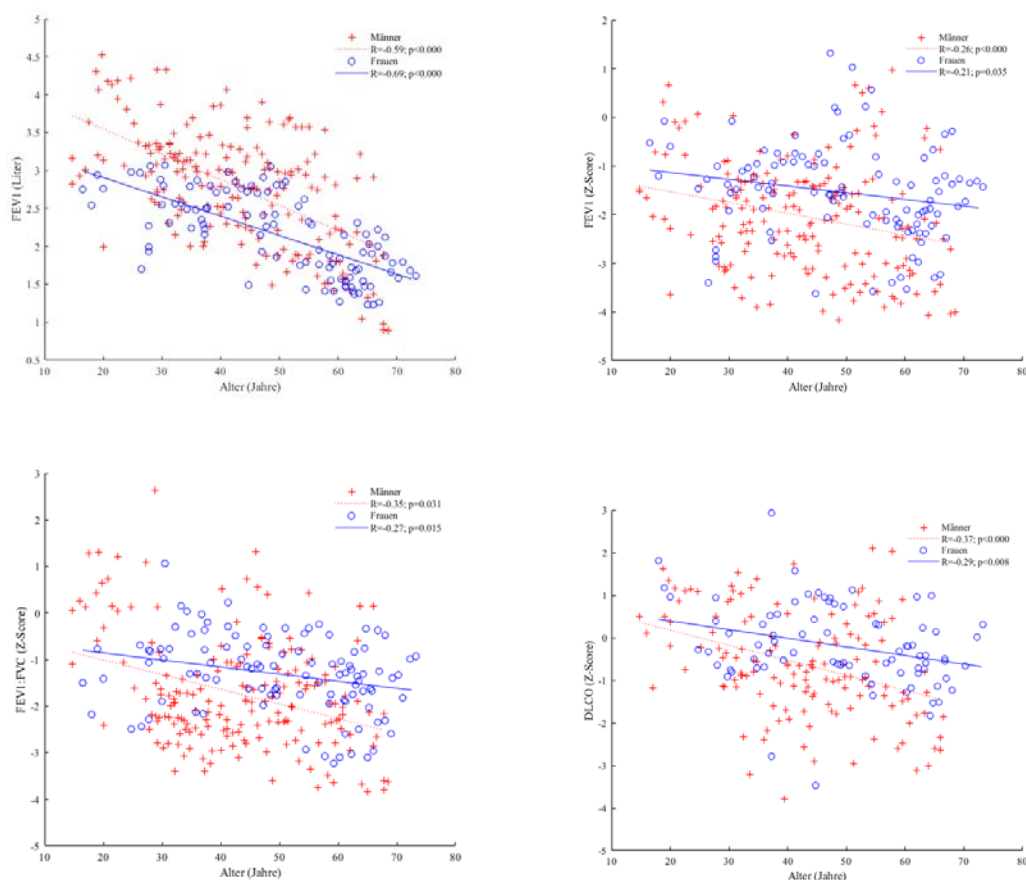 5
4.5
4
3.5
3
2.5
2
1.5
1
0.5
FEV1 (Liter)
10 20 30 40 50 60 70 80
Alter (Jahre)
Männer
R=-0.59; p<0.000
Frauen
R=-0.69; p<0.000
2
1
0
-1
-2
-3
-4
-5
FEV1 (Z-Score)
10 20 30 40 50 60 70 80
Alter (Jahre)
Männer
R=-0.26; p<0.000
Frauen
R=-0.21; p=0.035
3
2
1
0
-1
-2
-3
-4
-5
FEV1:FVC (Z-Score)
10 20 30 40 50 60 70 80
Alter (Jahre)
Männer
R=-0.35; p=0.031
Frauen
R=-0.27; p=0.015
3
2
1
0
-1
-2
-3
-4
-5
DLCO (Z-Score)
10 20 30 40 50 60 70 80
Alter (Jahre)
Männer
R=-0.37; p<0.000
Frauen
R=-0.29; p<0.008